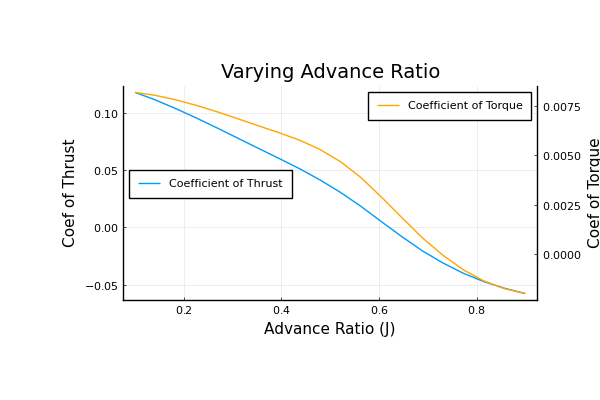 Varying Advance Ratio
Coefficient of Torque
Coefficient of Thrust
Coef of Thrust
0.10
0.05
0.00
−0.05
0.0075
0.0050
0.0025
0.0000
Coef of Torque
0.2 0.4 0.6 0.8
Advance Ratio (J)